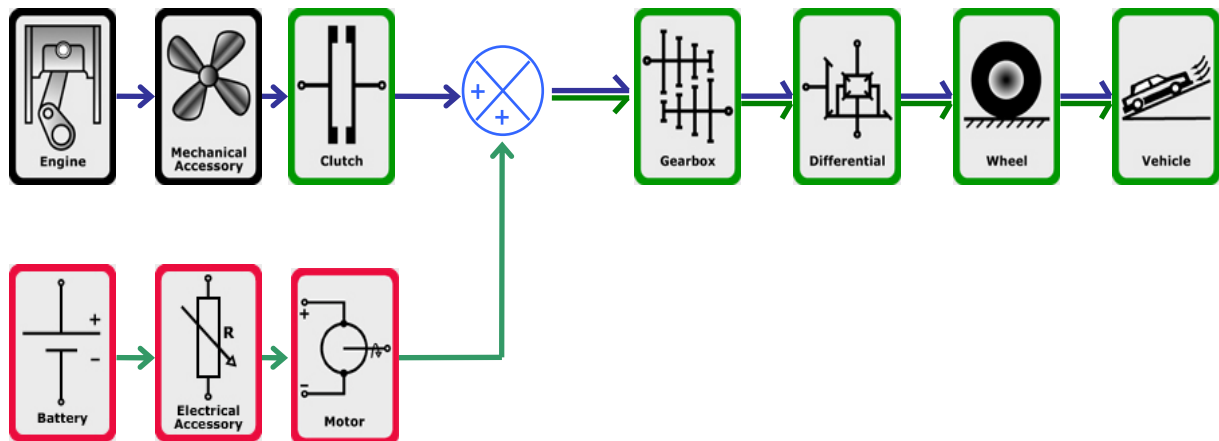 Engine
Mechanical
Accessory
Clutch
+
+
Gearbox
Differential
Wheel
Vehicle
+
−
Battery
R
Electrical
Accessory
+
−
Motor